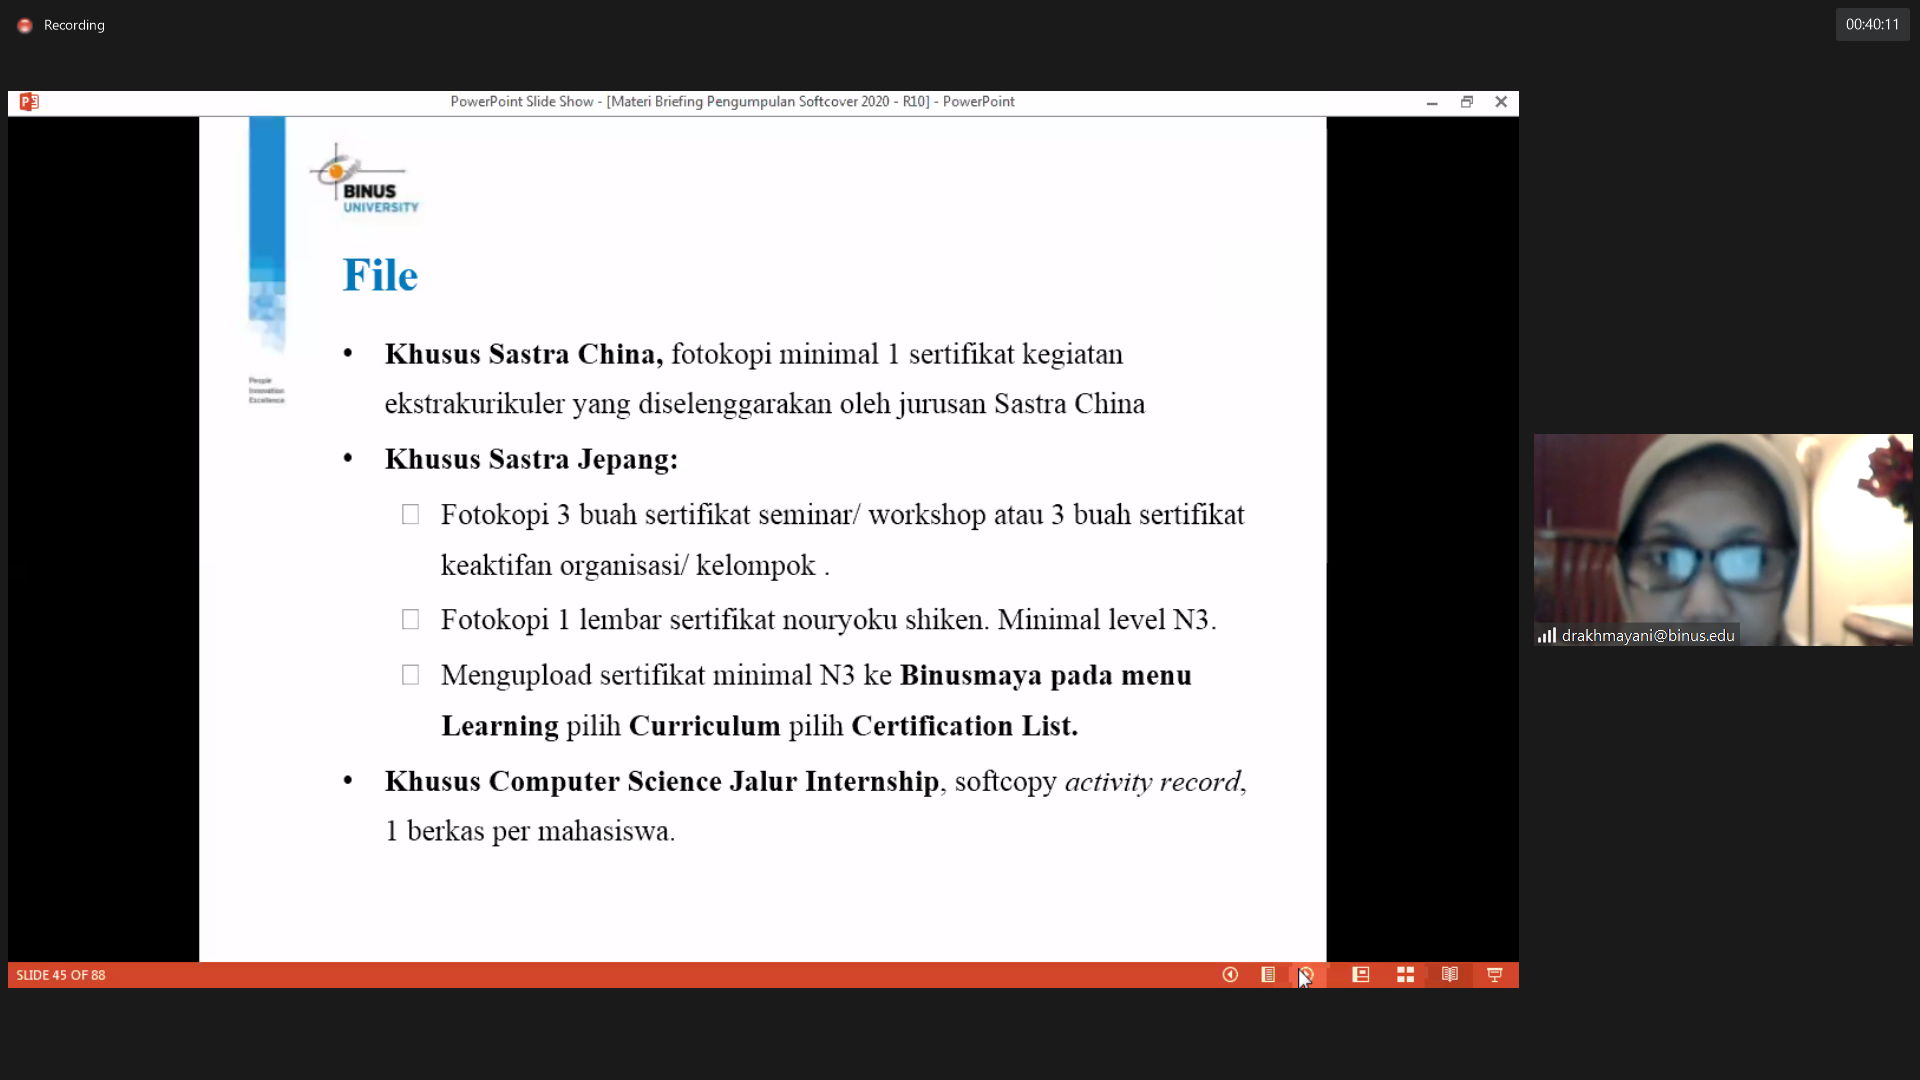 Recording
00:40:11
PowerPoint Slide Show - [Materi Briefing Pengumpulan Softcover 2020 - R10] - PowerPoint
BINUS
UNIVERSITY
People
Innovation
Excellence
File
• Khusus Sastra China, fotokopi minimal 1 sertifikat kegiatan
ekstrakurikuler yang diselenggarakan oleh jurusan Sastra China
• Khusus Sastra Jepang:
Fotokopi 3 buah sertifikat seminar/ workshop atau 3 buah sertifikat
keaktifan organisasi/ kelompok .
Fotokopi 1 lembar sertifikat nouryoku shiken. Minimal level N3.
Mengupload sertifikat minimal N3 ke Binusmaya pada menu
Learning pilih Curriculum pilih Certification List.
• Khusus Computer Science Jalur Internship, softcopy activity record,
1 berkas per mahasiswa.
drakhmayani@binus.edu
SLIDE 45 OF 88